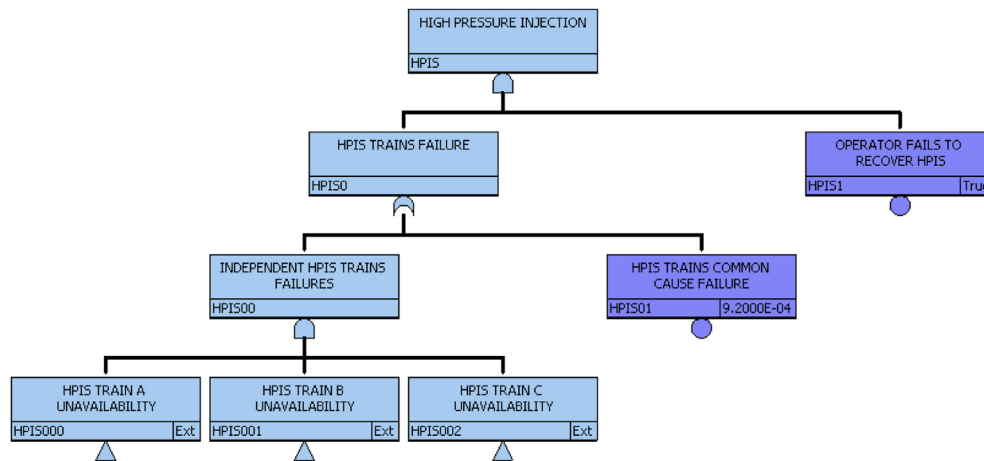 HIGH PRESSURE INJECTION
HPIS
HPIS TRAINS FAILURE
HPIS0
OPERATOR FAILS TO
RECOVER HPIS
HPIS1 True
INDEPENDENT HPIS TRAINS
FAILURES
HPIS00
HPIS TRAINS COMMON
CAUSE FAILURE
HPIS01 9.2000E-04
HPIS TRAIN A
UNAVAILABILITY
HPIS000 Ext
HPIS TRAIN B
UNAVAILABILITY
HPIS001 Ext
HPIS TRAIN C
UNAVAILABILITY
HPIS002 Ext